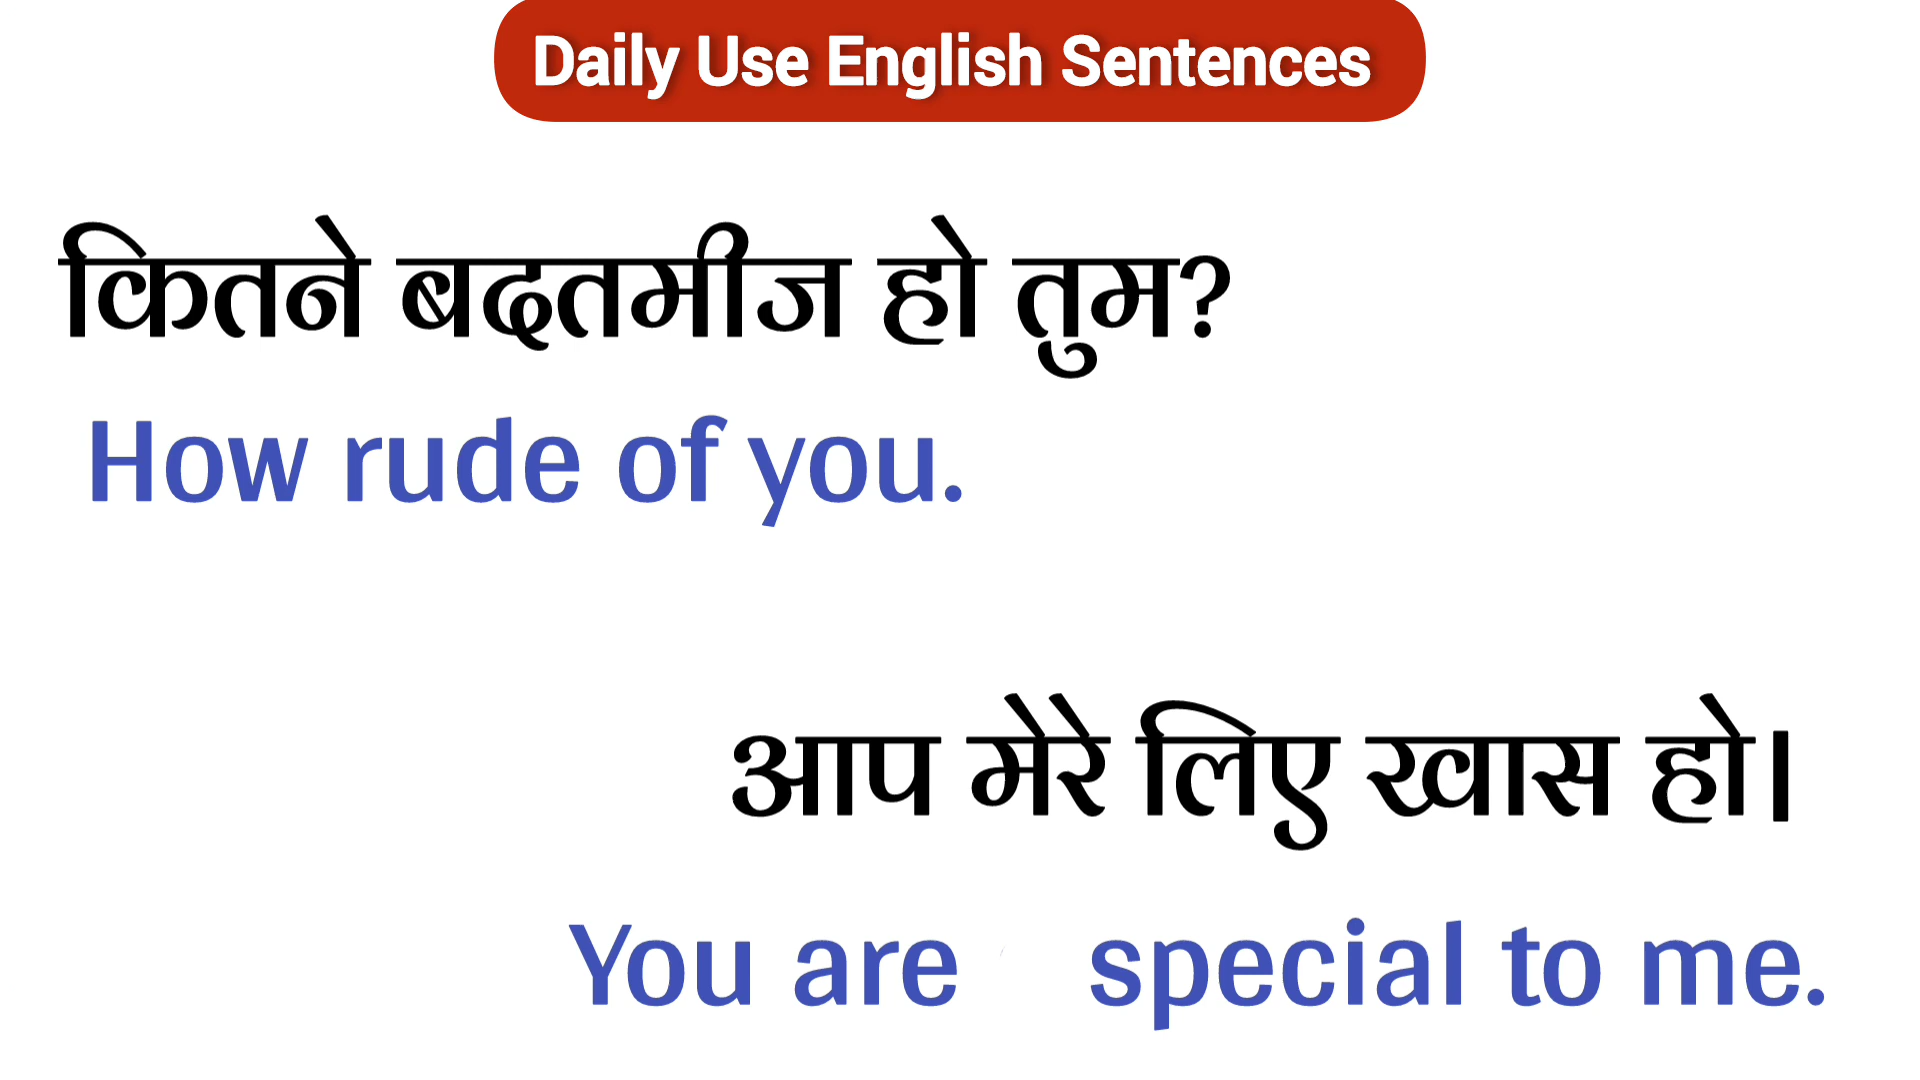 Daily Use English Sentences
कितने बदतमीज हो तुम?
How rude of you.
आप मेरे लिए खास हो।
You are special to me.